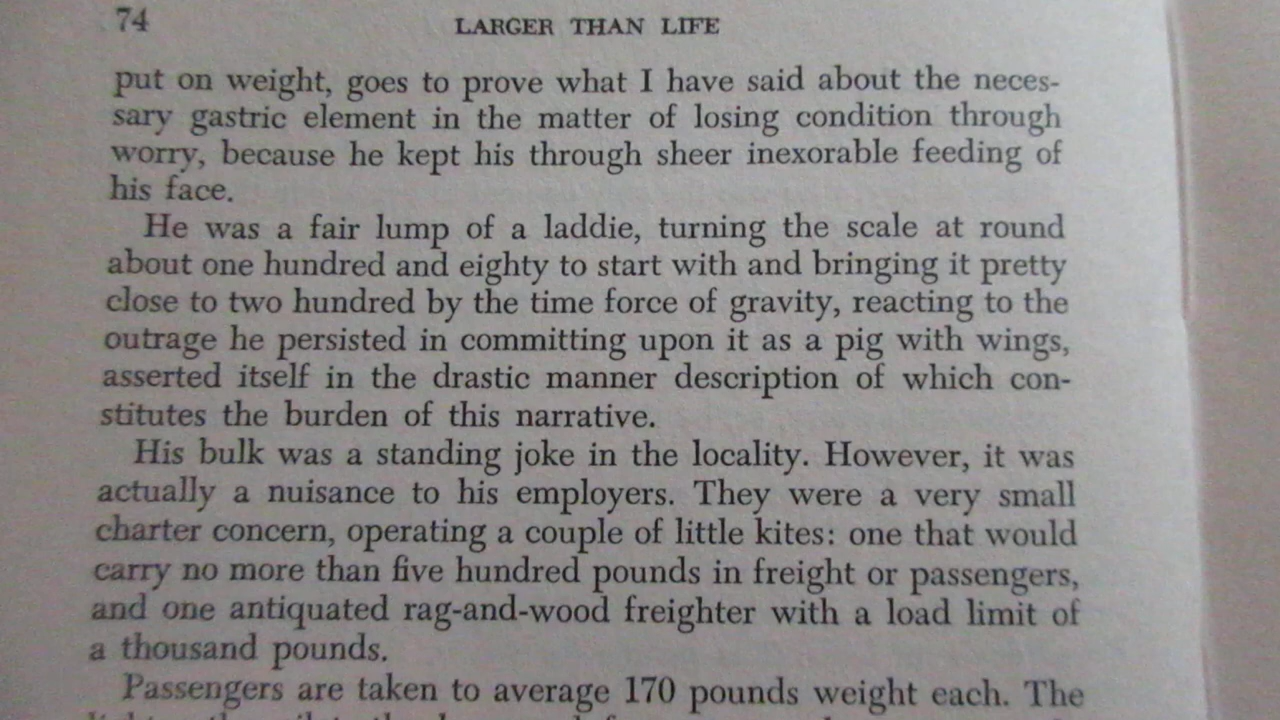 74
LARGER THAN LIFE
put on weight, goes to prove what I have said about the neces-
sary gastric element in the matter of losing condition through
worry, because he kept his through sheer inexorable feeding of
his face.
He was a fair lump of a laddie, turning the scale at round
about one hundred and eighty to start with and bringing it pretty
close to two hundred by the time force of gravity, reacting to the
outrage he persisted in committing upon it as a pig with wings,
asserted itself in the drastic manner description of which con-
stitutes the burden of this narrative.
His bulk was a standing joke in the locality. However, it was
actually a nuisance to his employers. They were a very small
charter concern, operating a couple of little kites: one that would
carry no more than five hundred pounds in freight or passengers,
and one antiquated rag-and-wood freighter with a load limit of
a thousand pounds.
Passengers are taken to average 170 pounds weight each. The